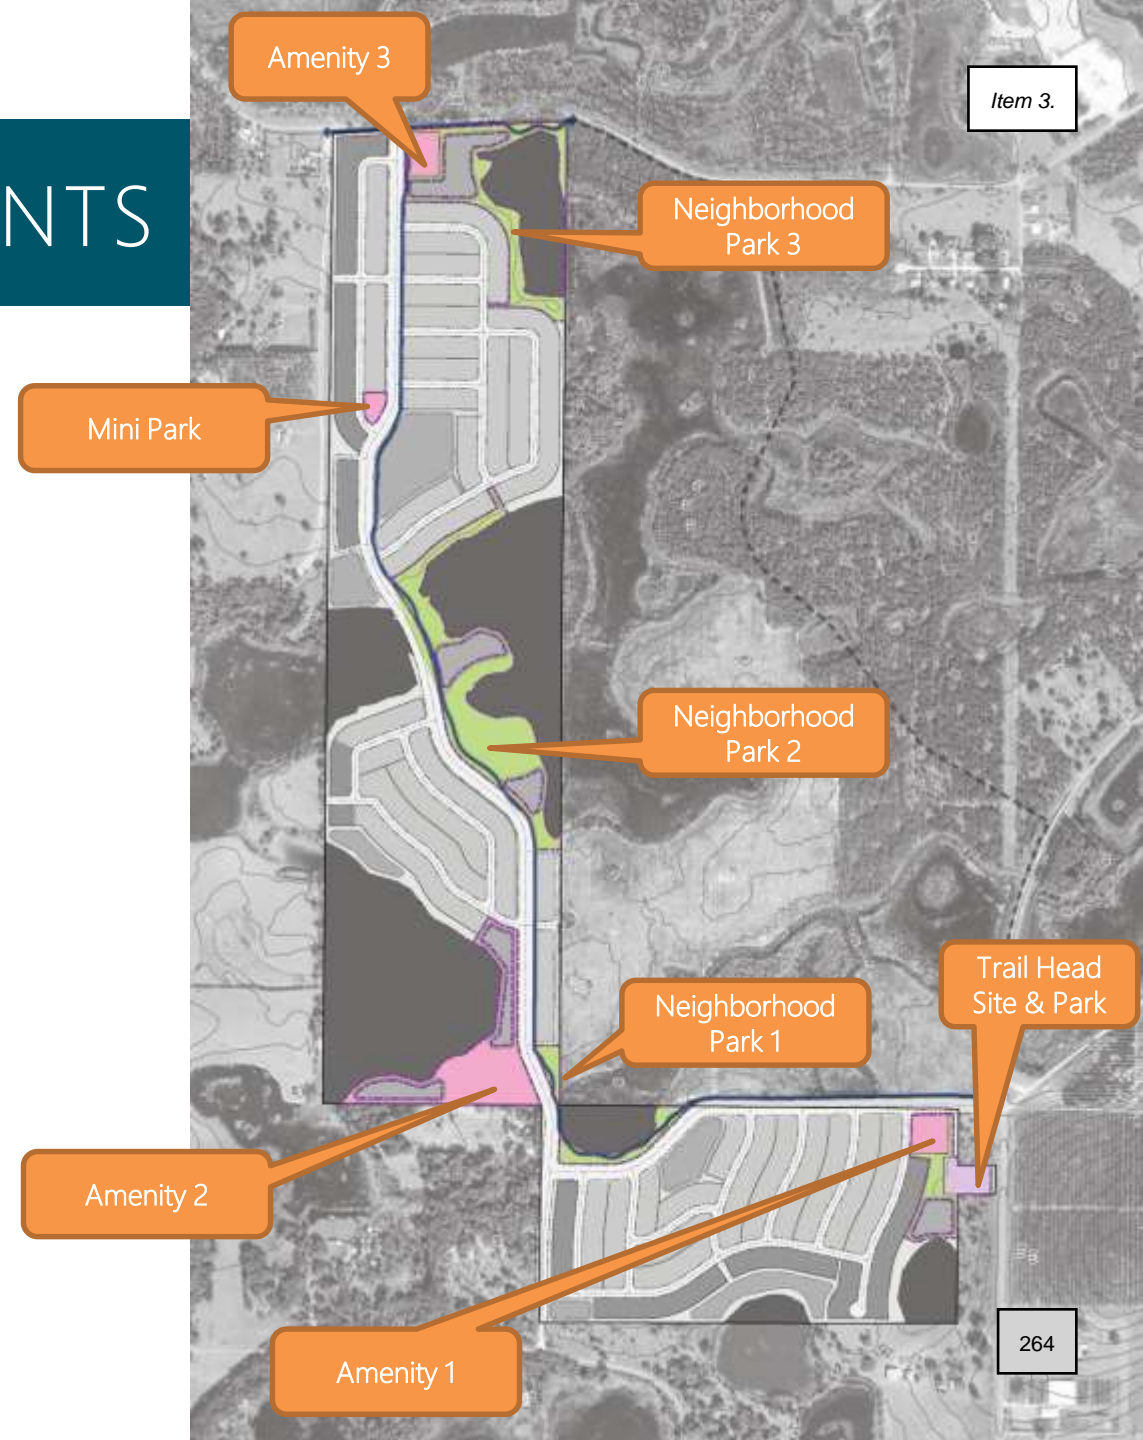 Amenity 3
Item 3.
NTS
Neighborhood
Park 3
Mini Park
Neighborhood
Park 2
Trail Head
Site & Park
Neighborhood
Park 1
Amenity 2
Amenity 1
264